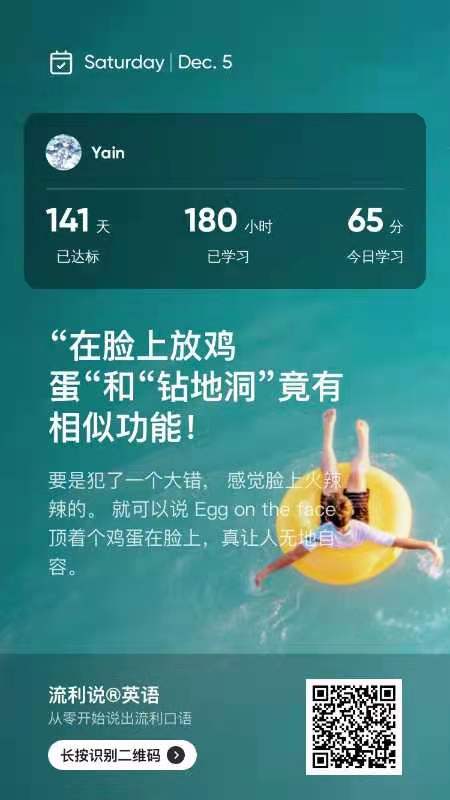 Saturday | Dec. 5
Yain
141 天 180 小时 65 分
已达标 已学习 今日学习
“在脸上放鸡
蛋“和“钻地洞”竟有
相似功能！
要是犯了一个大错， 感觉脸上火辣
辣的。 就可以说 Egg on the face
顶着个鸡蛋在脸上，真让人无地自
容。
流利说®英语
从零开始说出流利口语
长按识别二维码